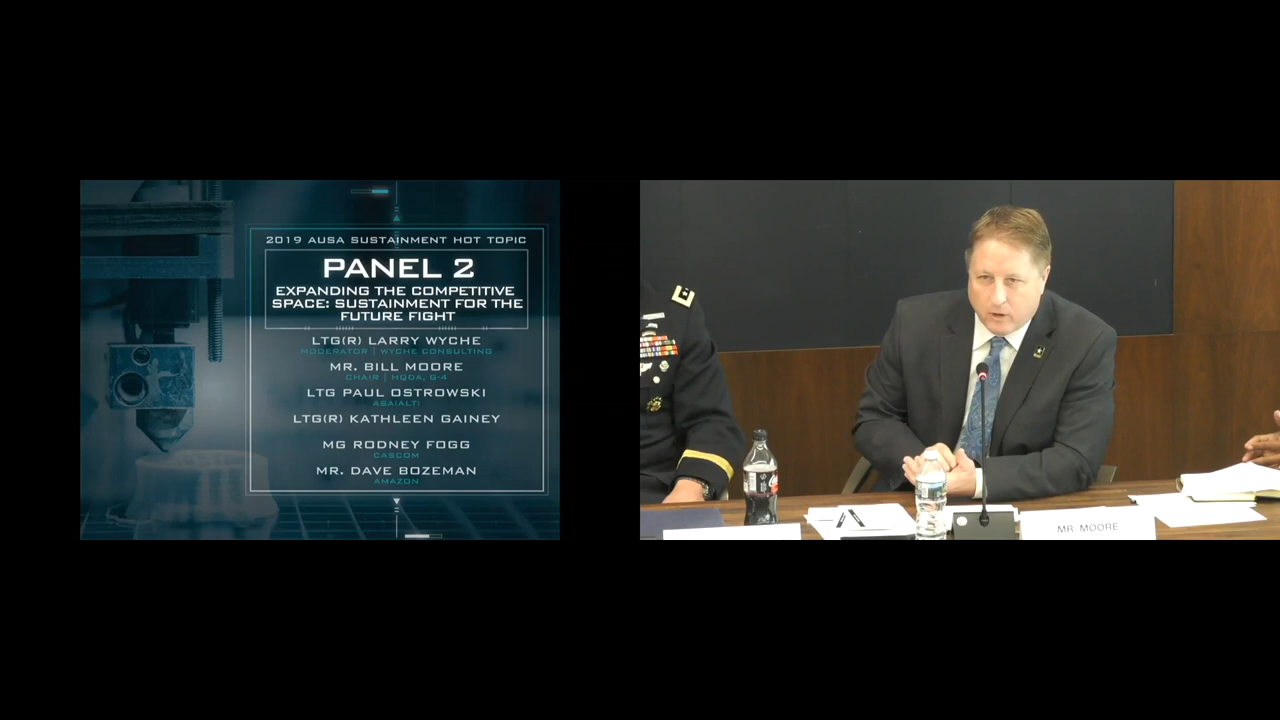 2019 AUSA SUSTAINMENT HOT TOPIC
PANEL 2
EXPANDING THE COMPETITIVE
SPACE: SUSTAINMENT FOR THE
FUTURE FIGHT
LTG(R) LARRY WYCHE
MODERATOR | WYCHE CONSULTING
MR. BILL MOORE
CHAIR | HQDA, G-4
LTG PAUL OSTROWSKI
ASA(ALT)
LTG(R) KATHLEEN GAINEY
MG RODNEY FOGG
CASCOM
MR. DAVE BOZEMAN
AMAZON
MR. MOORE